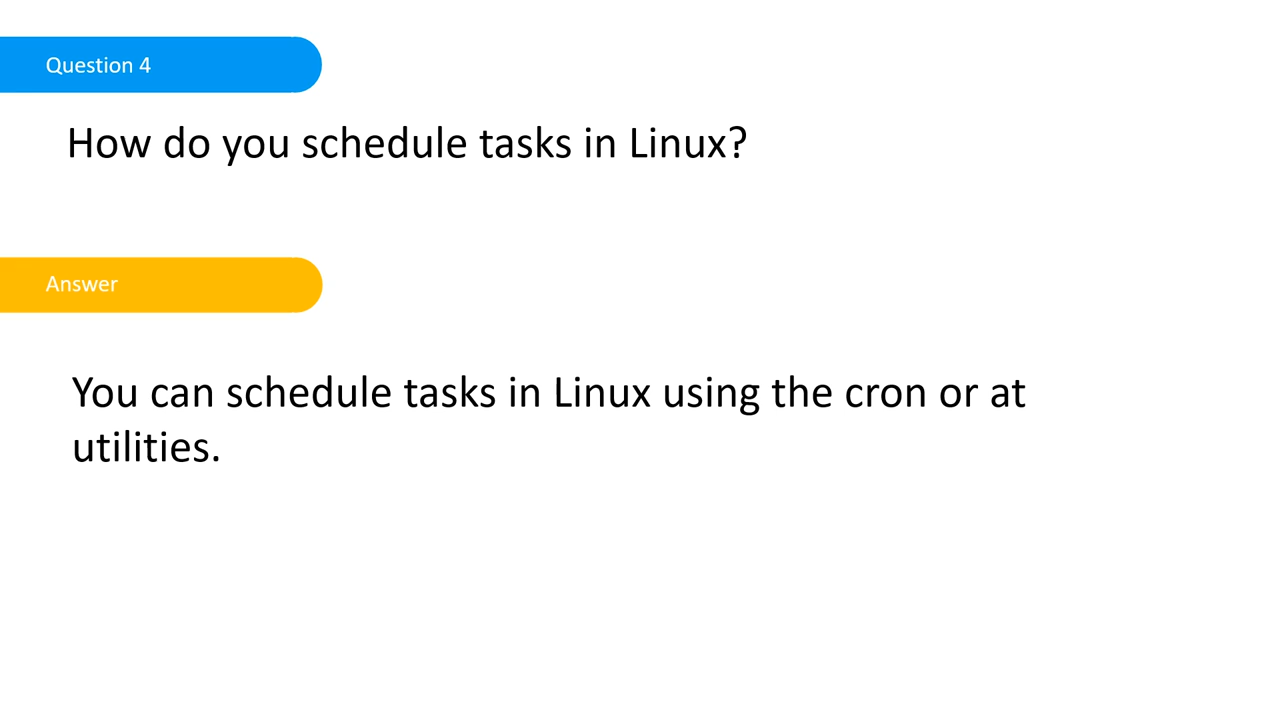 Question 4
How do you schedule tasks in Linux?
Answer
You can schedule tasks in Linux using the cron or at
utilities.